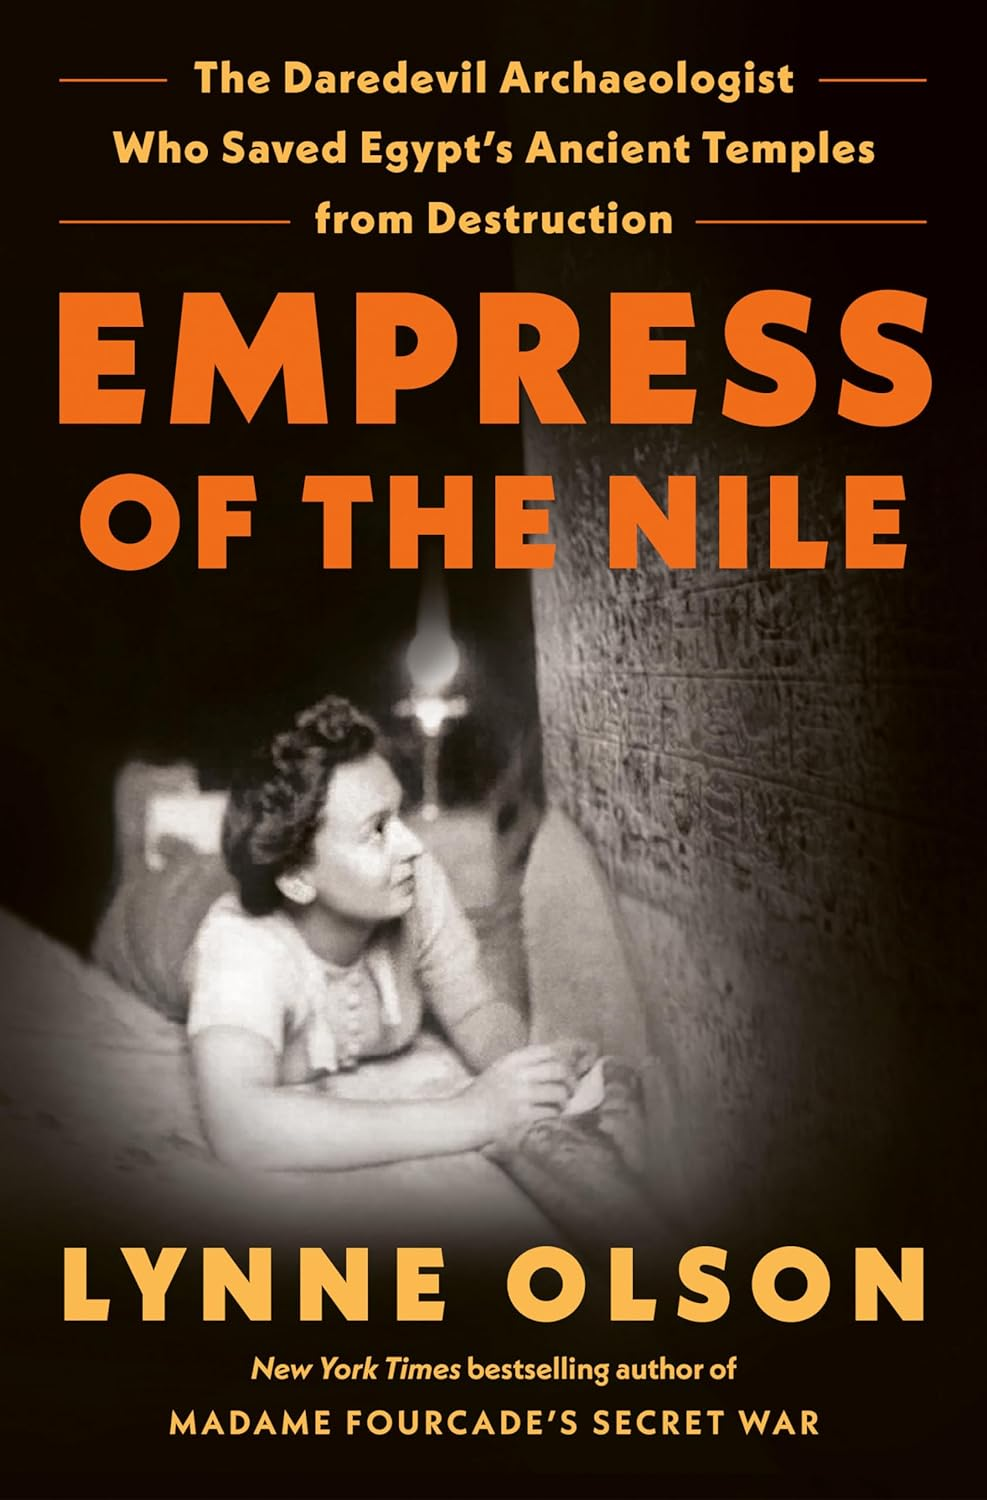 The Daredevil Archaeologist
Who Saved Egypt's Ancient Temples
from Destruction
EMPRESS
OF THE NILE
LYNNE OLSON
New York Times bestselling author of
MADAME FOURCADE'S SECRET WAR